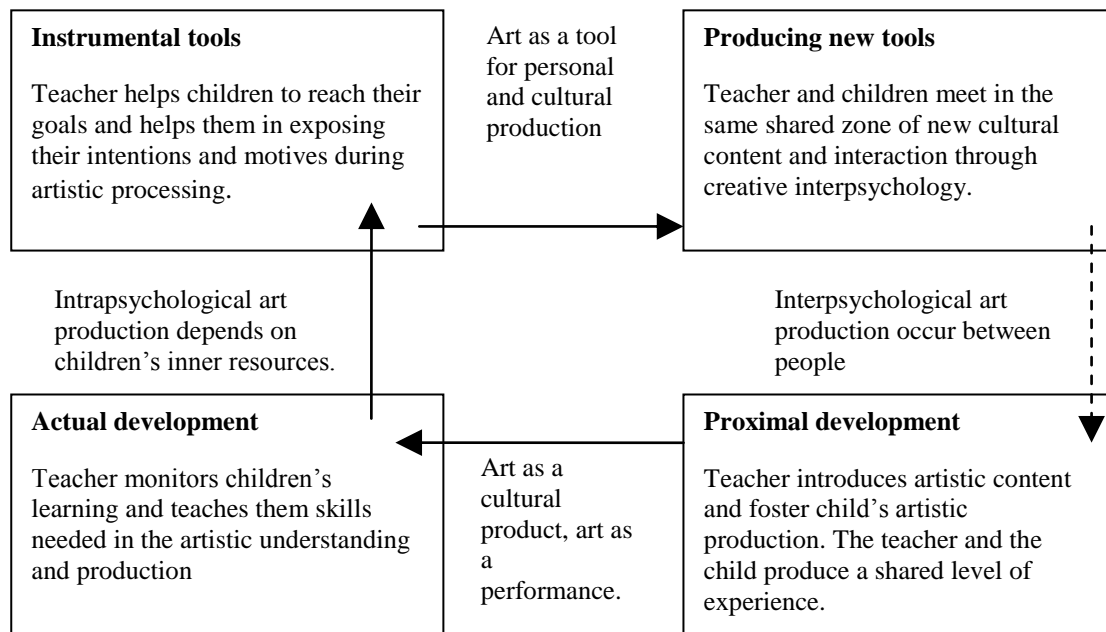 Instrumental tools
Teacher helps children to reach their
goals and helps them in exposing
their intentions and motives during
artistic processing.
Art as a tool
for personal
and cultural
production
Producing new tools
Teacher and children meet in the
same shared zone of new cultural
content and interaction through
creative interpsychology.
Intrapsychological art
production depends on
children’s inner resources.
Interpsychological art
production occur between
people
Actual development
Teacher monitors children’s
learning and teaches them skills
needed in the artistic understanding
and production
Art as a
cultural
product, art as
a
performance.
Proximal development
Teacher introduces artistic content
and foster child’s artistic
production. The teacher and the
child produce a shared level of
experience.